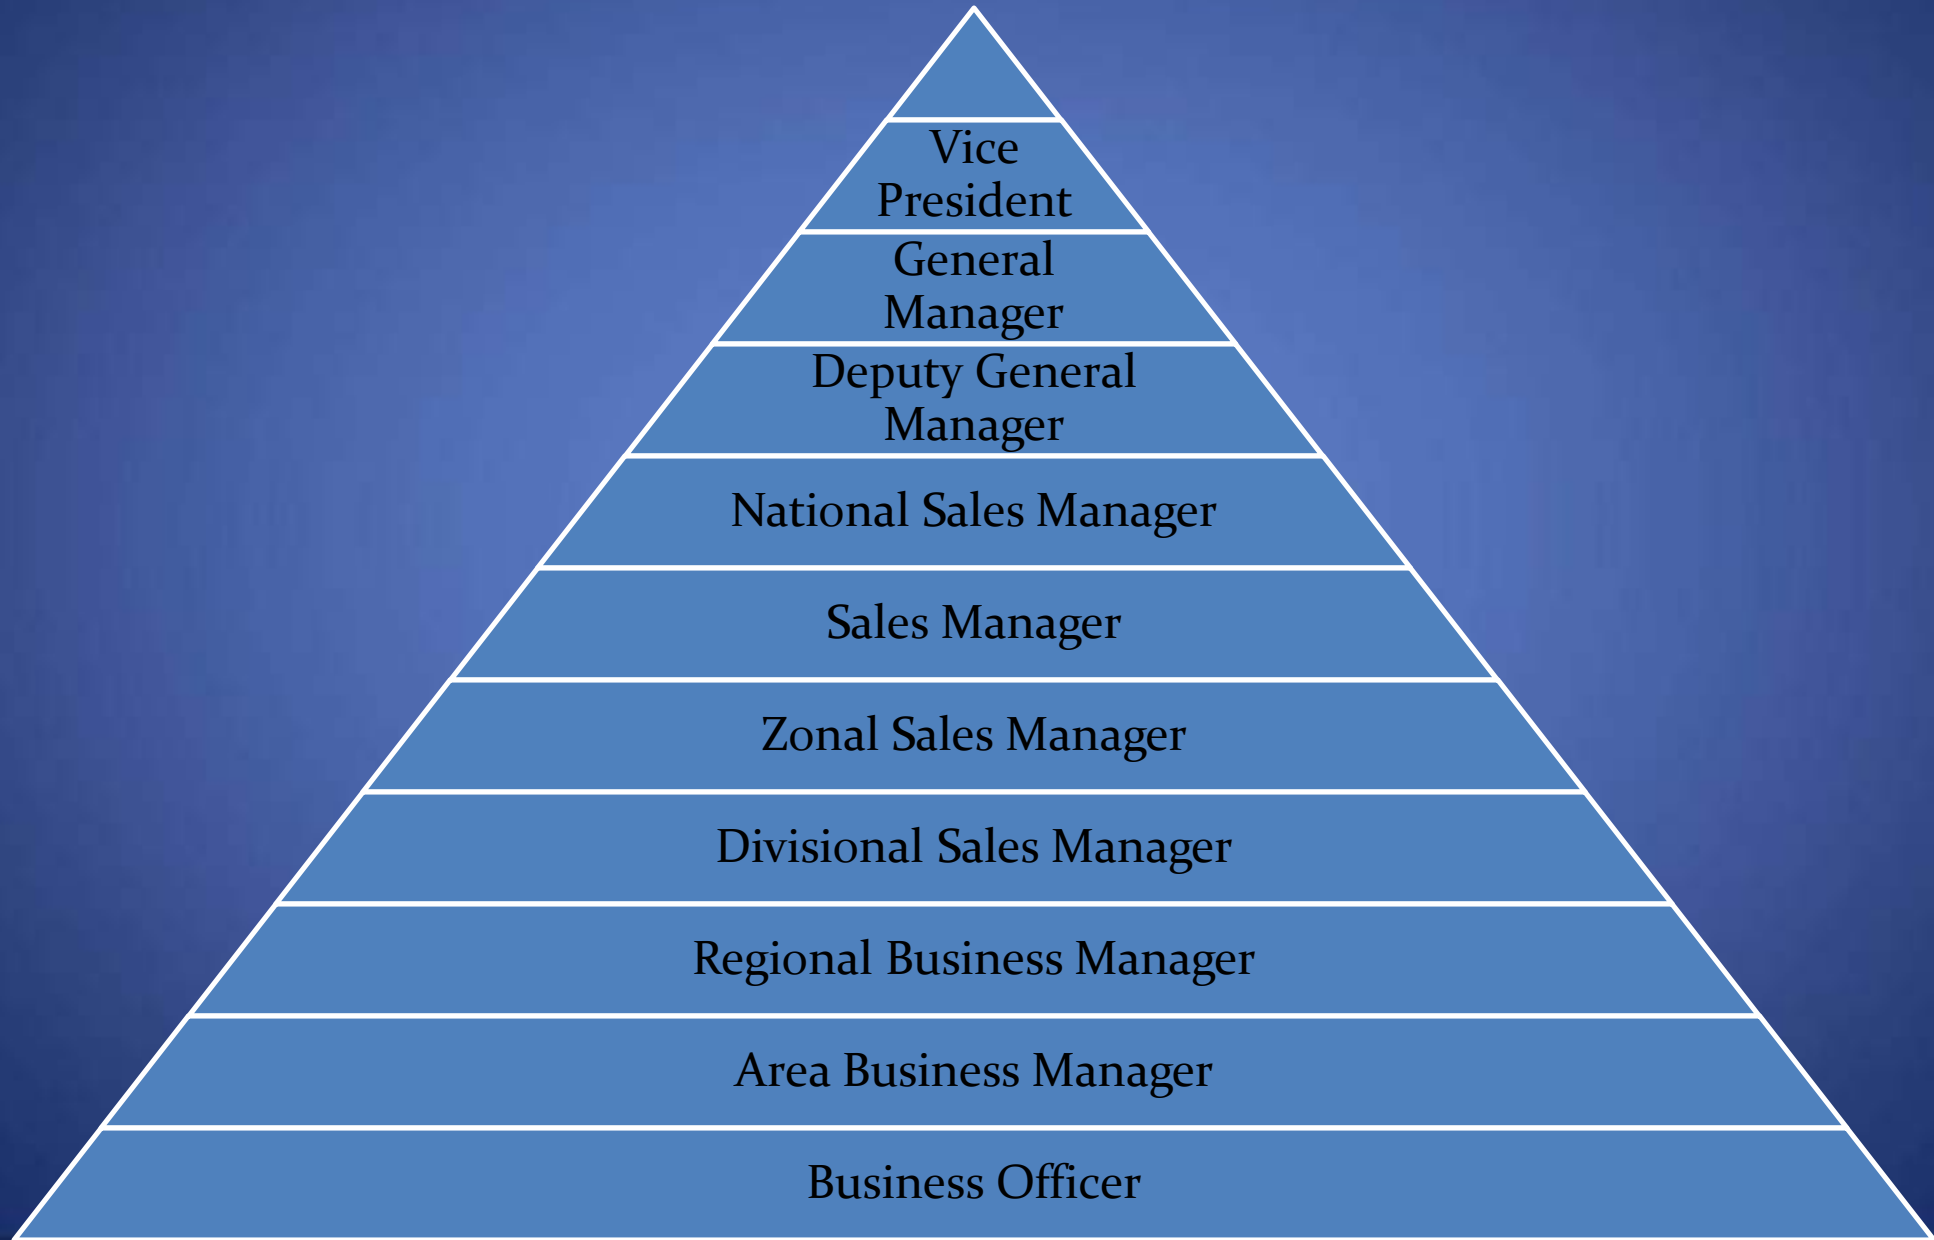 Vice
President
General
Manager
Deputy General
Manager
National Sales Manager
Sales Manager
Zonal Sales Manager
Divisional Sales Manager
Regional Business Manager
Area Business Manager
Business Officer